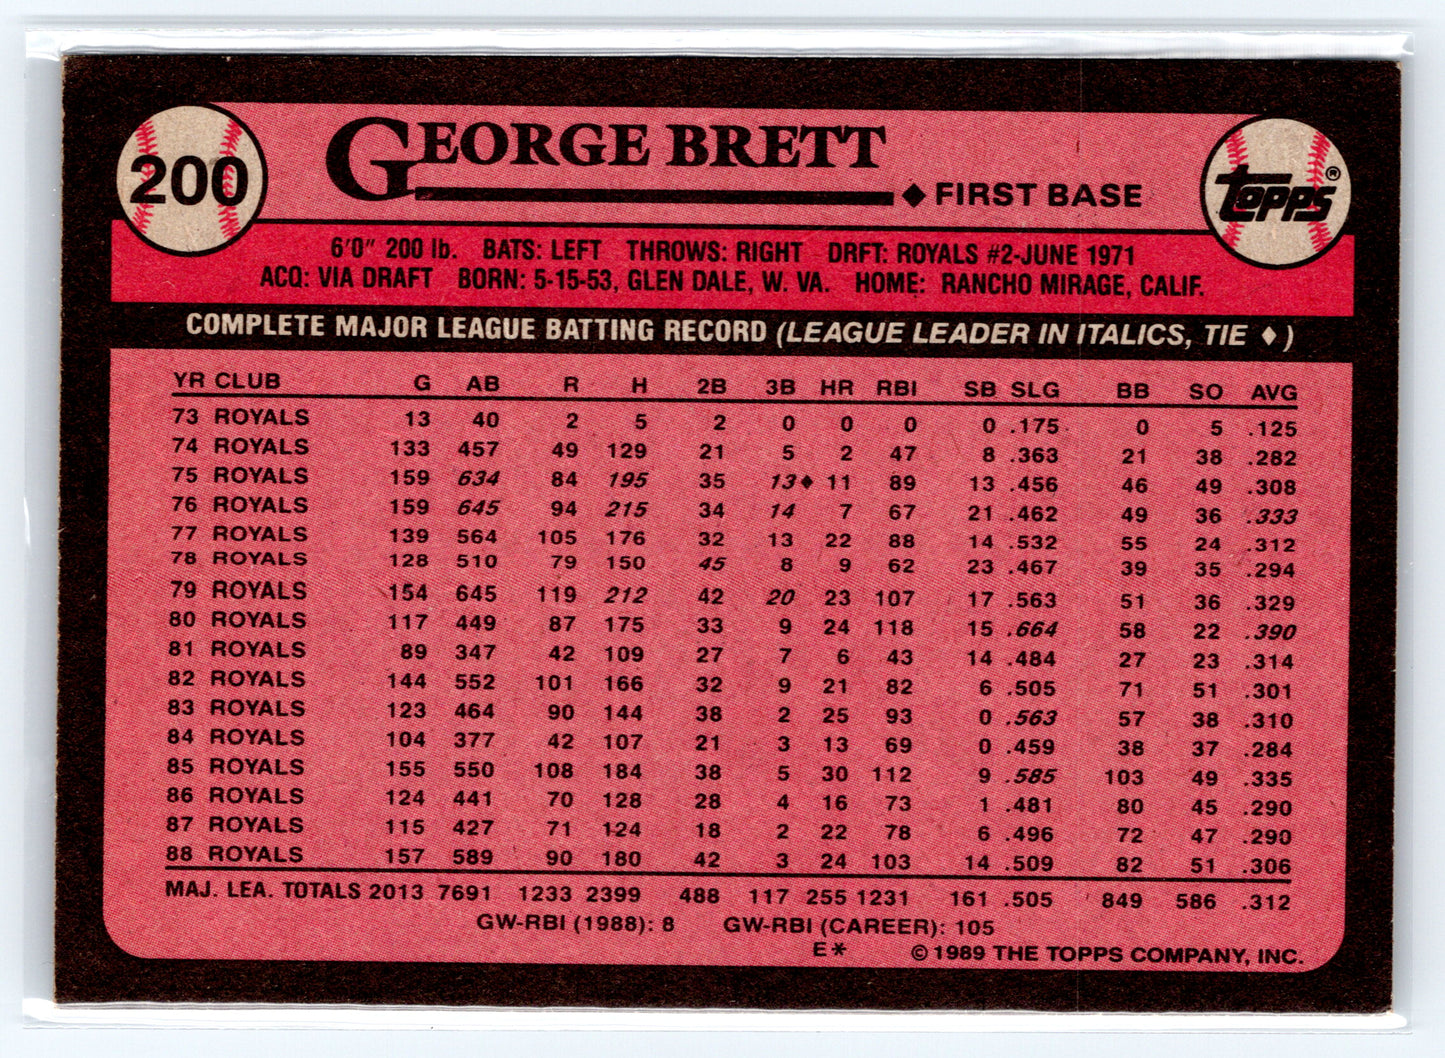 200
GEORGE BRETT
◆ FIRST BASE
TOPPS®
6'0" 200 lb. BATS: LEFT THROWS: RIGHT DRFT: ROYALS #2-JUNE 1971
ACQ: VIA DRAFT BORN: 5-15-53, GLEN DALE, W. VA. HOME: RANCHO MIRAGE, CALIF.
COMPLETE MAJOR LEAGUE BATTING RECORD (LEAGUE LEADER IN ITALICS, TIE ♦)
YR CLUB G AB R H 2B 3B HR RBI SB SLG BB SO AVG
73 ROYALS 13 40 2 5 2 0 0 0 0 .175 0 5 .125
74 ROYALS 133 457 49 129 21 5 2 47 8 .363 21 38 .282
75 ROYALS 159 634 84 195 35 13♦ 11 89 13 .456 46 49 .308
76 ROYALS 159 645 94 215 34 14 7 67 21 .462 49 36 .333
77 ROYALS 139 564 105 176 32 13 22 88 14 .532 55 24 .312
78 ROYALS 128 510 79 150 45 8 9 62 23 .467 39 35 .294
79 ROYALS 154 645 119 212 42 20 23 107 17 .563 51 36 .329
80 ROYALS 117 449 87 175 33 9 24 118 15 .664 58 22 .390
81 ROYALS 89 347 42 109 27 7 6 43 14 .484 27 23 .314
82 ROYALS 144 552 101 166 32 9 21 82 6 .505 71 51 .301
83 ROYALS 123 464 90 144 38 2 25 93 0 .563 57 38 .310
84 ROYALS 104 377 42 107 21 3 13 69 0 .459 38 37 .284
85 ROYALS 155 550 108 184 38 5 30 112 9 .585 103 49 .335
86 ROYALS 124 441 70 128 28 4 16 73 1 .481 80 45 .290
87 ROYALS 115 427 71 124 18 2 22 78 6 .496 72 47 .290
88 ROYALS 157 589 90 180 42 3 24 103 14 .509 82 51 .306
MAJ. LEA. TOTALS 2013 7691 1233 2399 488 117 255 1231 161 .505 849 586 .312
GW-RBI (1988): 8 GW-RBI (CAREER): 105
E* © 1989 THE TOPPS COMPANY, INC.